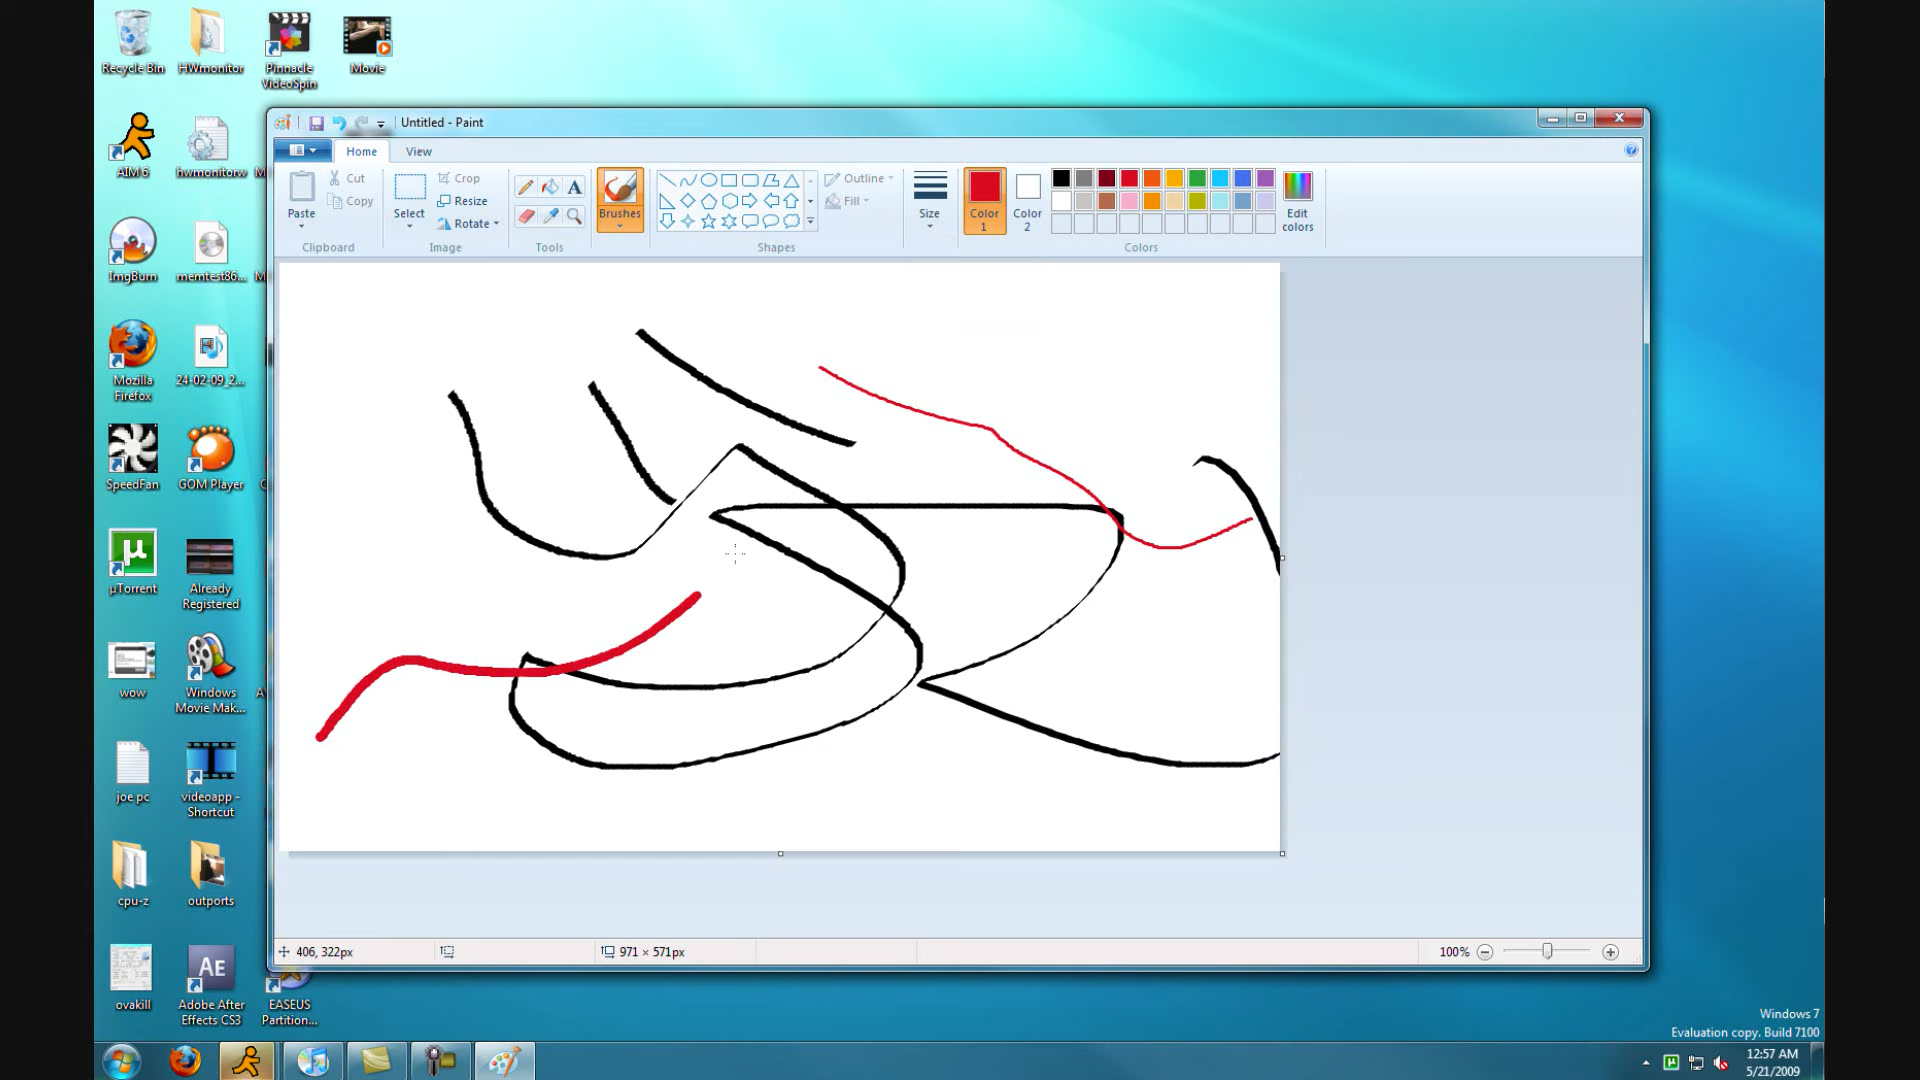 Recycle Bin
HWmonitor
Pinnacle
VideoSpin
Movie
AIM 6
hwmonitorw
ImgBurn
memtest86...
Mozilla
Firefox
24-02-09_2...
SpeedFan
GOM Player
µTorrent
Already
Registered
wow
Windows
Movie Mak...
joe pc
videoapp -
Shortcut
cpu-z
outports
ovakill
Adobe After
Effects CS3
EASEUS
Partition...
Untitled - Paint
Home
View
Paste
Cut
Copy
Clipboard
Select
Crop
Resize
Rotate
Image
A
Tools
Brushes
Outline
Fill
Shapes
Size
Color
1
Color
2
Edit
colors
Colors
406, 322px
971 × 571px
100%
AE
µ
Windows 7
Evaluation copy. Build 7100
12:57 AM
5/21/2009